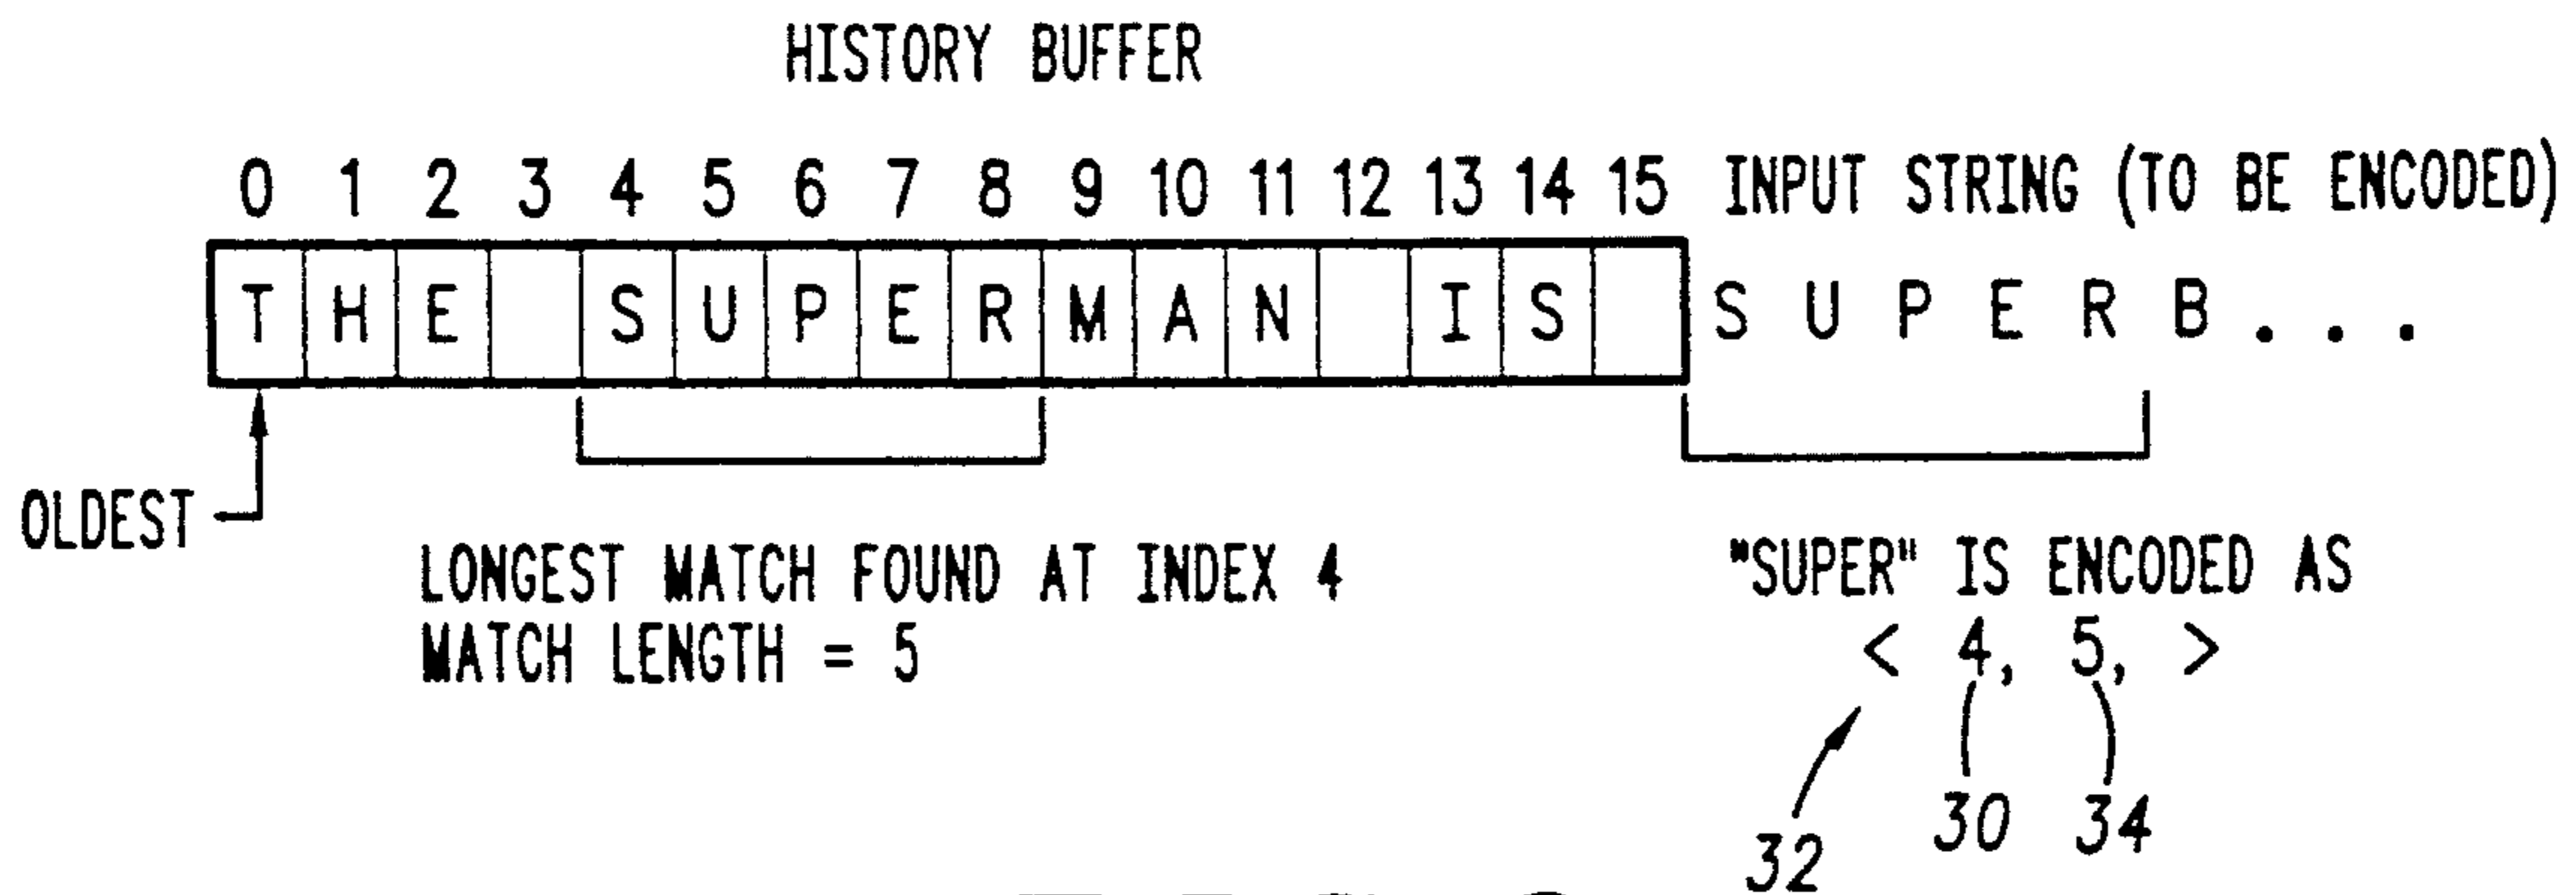 HISTORY BUFFER
0 1 2 3 4 5 6 7 8 9 10 11 12 13 14 15 INPUT STRING (TO BE ENCODED)
T H E S U P E R M A N I S S U P E R B . . .
OLDEST
LONGEST MATCH FOUND AT INDEX 4
MATCH LENGTH = 5
"SUPER" IS ENCODED AS
< 4, 5, >
32 30 34